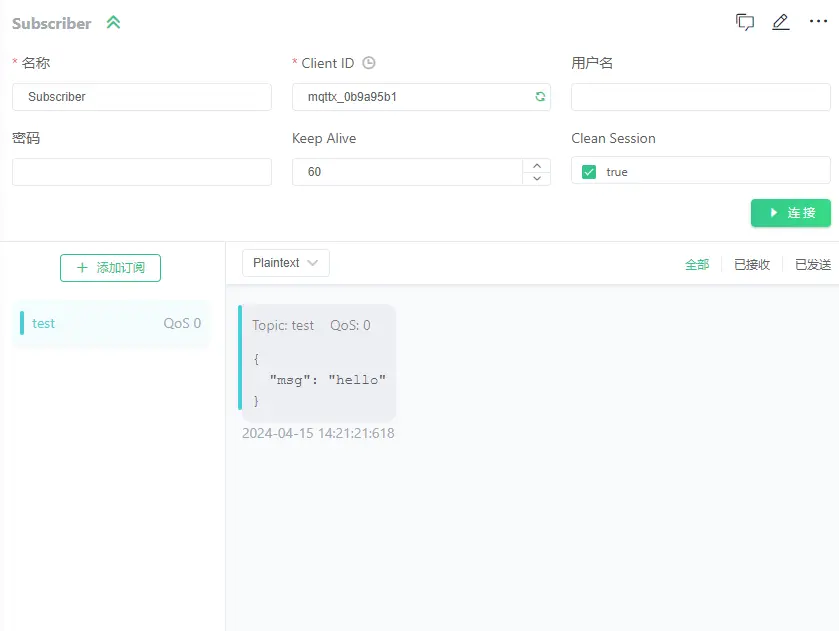 Subscriber
* 名称
* Client ID
用户名
Subscriber
mqttx_0b9a95b1
密码
Keep Alive
Clean Session
60
true
连接
+ 添加订阅
Plaintext
全部
已接收
已发送
test
QoS 0
Topic: test QoS: 0
{
"msg": "hello"
}
2024-04-15 14:21:21:618